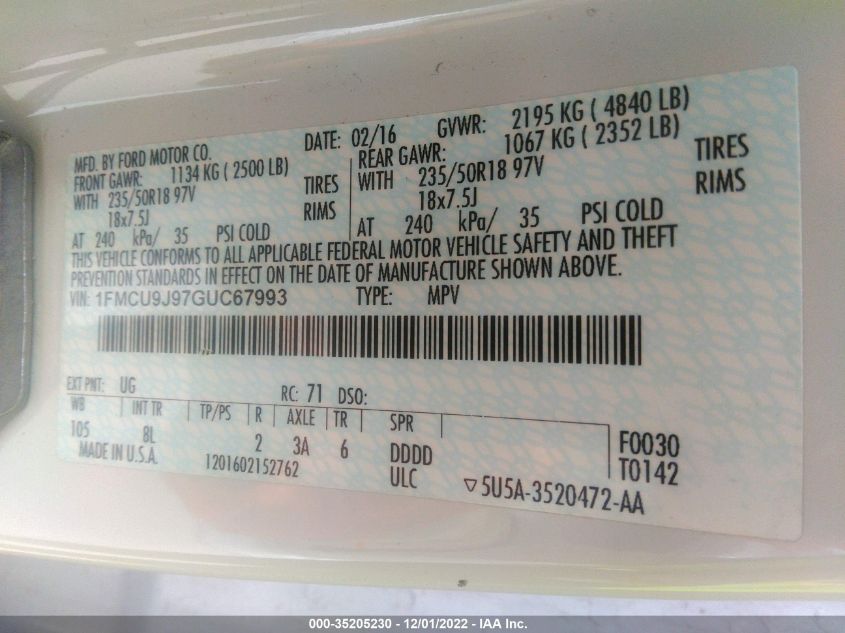 MFD. BY FORD MOTOR CO.
DATE: 02/16 GVWR: 2195 KG ( 4840 LB)
FRONT GAWR: 1134 KG ( 2500 LB)
REAR GAWR: 1067 KG ( 2352 LB)
WITH 235/50R18 97V TIRES
WITH 235/50R18 97V TIRES
18x7.5J RIMS
18x7.5J RIMS
AT 240 kPa/ 35 PSI COLD
AT 240 kPa/ 35 PSI COLD
THIS VEHICLE CONFORMS TO ALL APPLICABLE FEDERAL MOTOR VEHICLE SAFETY AND THEFT
PREVENTION STANDARDS IN EFFECT ON THE DATE OF MANUFACTURE SHOWN ABOVE.
VIN: 1FMCU9J97GUC67993 TYPE: MPV
EXT PNT: UG RC: 71 DSO:
WB INT TR TP/PS R AXLE TR SPR
105 8L 2 3A 6 DDDD F0030
MADE IN U.S.A. 1201602152762 ULC T0142
▽5U5A-3520472-AA
000-35205230 - 12/01/2022 - IAA Inc.